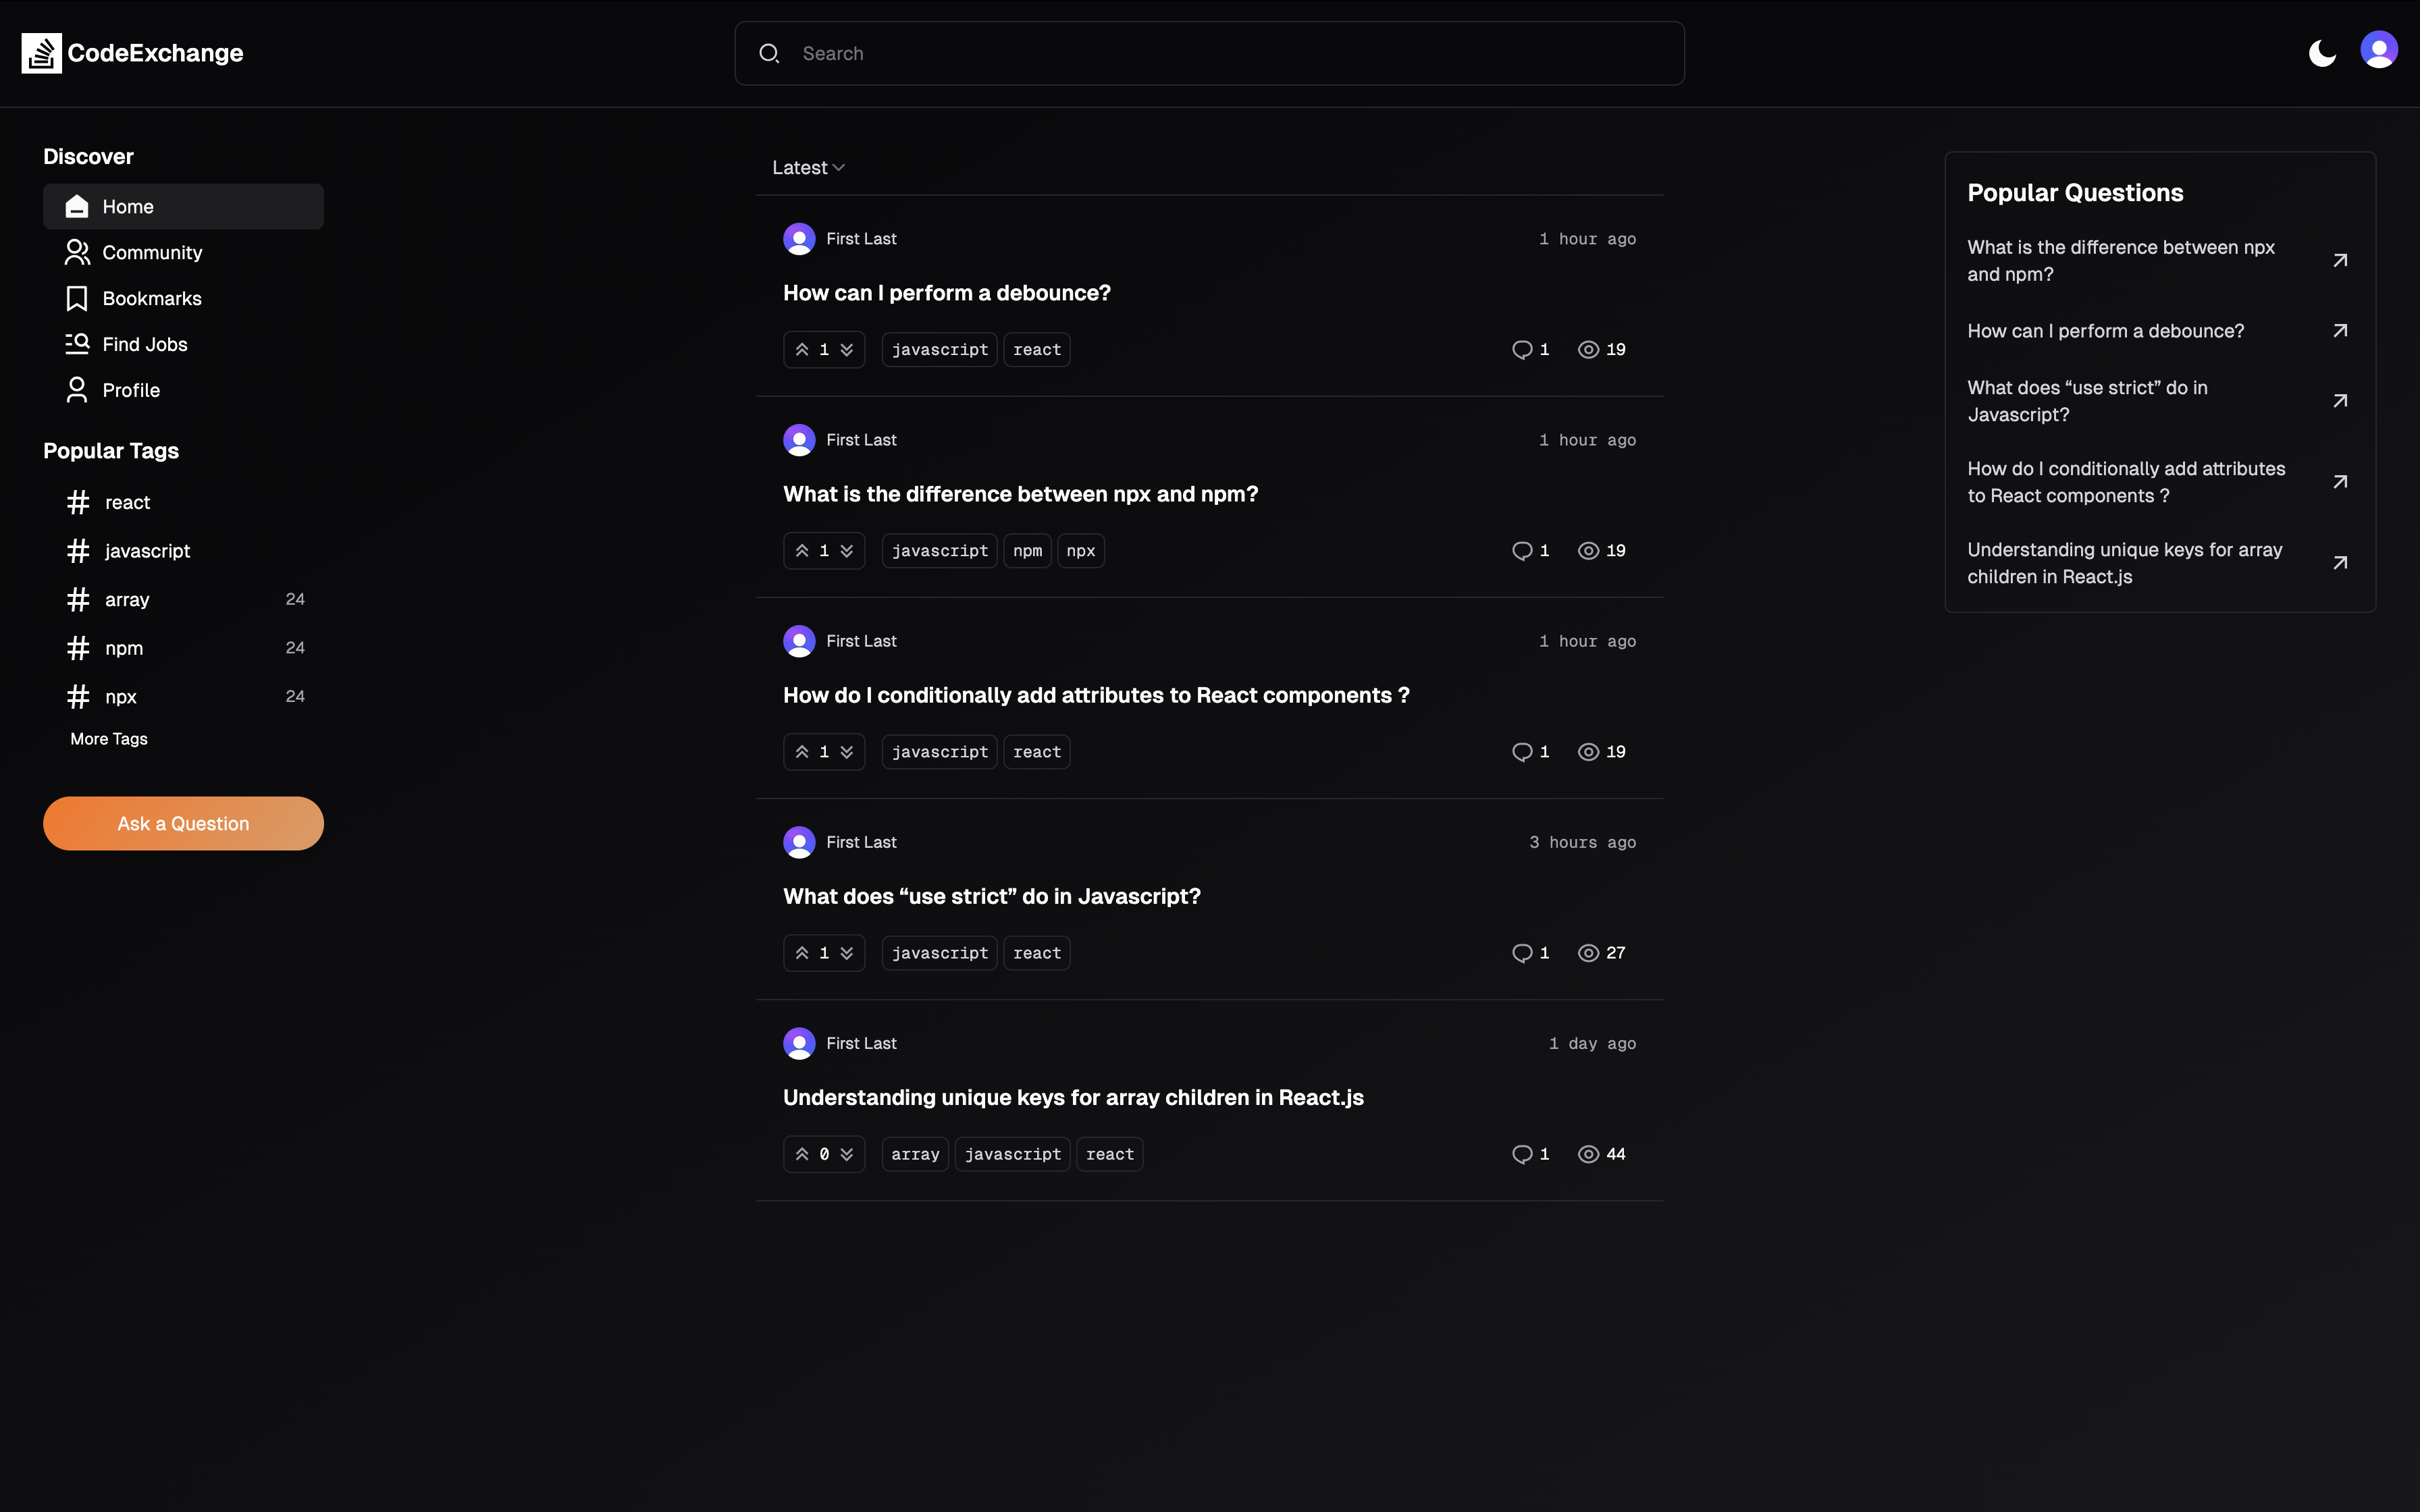 CodeExchange
Search
Discover
Home
Community
Bookmarks
Find Jobs
Profile
Popular Tags
react
javascript
array 24
npm 24
npx 24
More Tags
Ask a Question
Latest
First Last 1 hour ago
How can I perform a debounce?
1 javascript react 1 19
First Last 1 hour ago
What is the difference between npx and npm?
1 javascript npm npx 1 19
First Last 1 hour ago
How do I conditionally add attributes to React components ?
1 javascript react 1 19
First Last 3 hours ago
What does “use strict” do in Javascript?
1 javascript react 1 27
First Last 1 day ago
Understanding unique keys for array children in React.js
0 array javascript react 1 44
Popular Questions
What is the difference between npx
and npm?
How can I perform a debounce?
What does “use strict” do in
Javascript?
How do I conditionally add attributes
to React components ?
Understanding unique keys for array
children in React.js